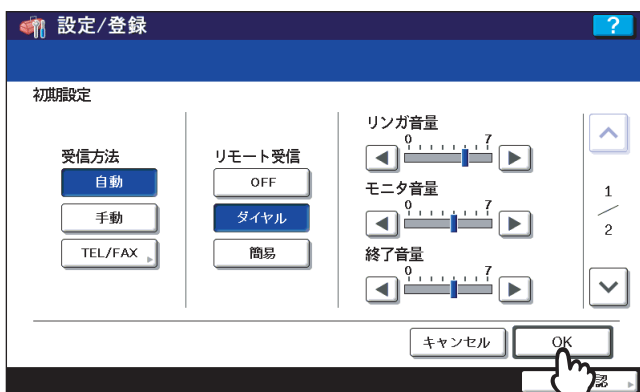 設定/登録
?
初期設定
受信方法
自動
手動
TEL/FAX
リモート受信
OFF
ダイヤル
簡易
リンガ音量
0 7
モニタ音量
0 7
終了音量
0 7
1
/
2
キャンセル
OK
認